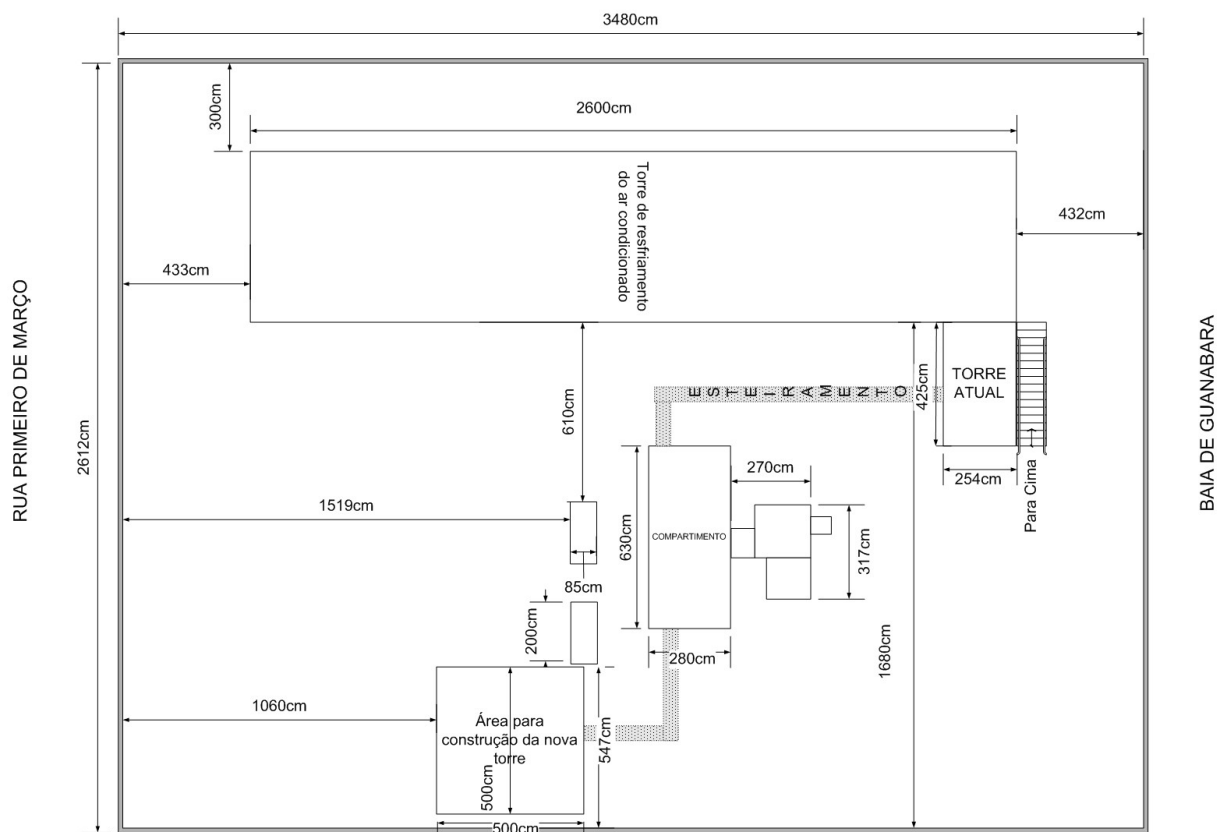 3480cm
300cm
2600cm
Torre de resfriamento
do ar condicionado
432cm
433cm
RUA PRIMEIRO DE MARÇO
BAIA DE GUANABARA
2612cm
610cm
ESTEIRAMENTO
425cm
TORRE
ATUAL
254cm
Para Cima
270cm
1519cm
630cm
COMPARTIMENTO
317cm
85cm
200cm
280cm
1680cm
1060cm
Área para
construção da nova
torre
547cm
500cm
500cm